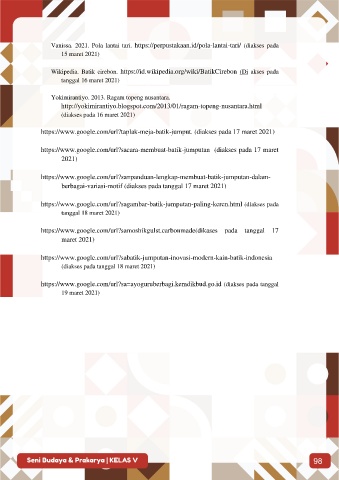 Vanissa. 2021. Pola lantai tari. https://perpustakaan.id/pola-lantai-tari/ (diakses pada
15 maret 2021)
Wikipedia. Batik cirebon. https://id.wikipedia.org/wiki/BatikCirebon (Di akses pada
tanggal 16 maret 2021)
Yokimirantiyo. 2013. Ragam topeng nusantara.
http://yokimirantiyo.blogspot.com/2013/01/ragam-topeng-nusantara.html
(diakses pada 16 maret 2021)
https://www.google.com/url?taplak-meja-batik-jumput. (diakses pada 17 maret 2021)
https://www.google.com/url?sacara-membuat-batik-jumputan (diakses pada 17 maret
2021)
https://www.google.com/url?sarpanduan-lengkap-membuat-batik-jumputan-dalam-
berbagai-variasi-motif (diakses pada tanggal 17 maret 2021)
https://www.google.com/url?sagambar-batik-jumputan-paling-keren.html (diakses pada
tanggal 18 maret 2021)
https://www.google.com/url?samoshikgulst.carbonmade(dikases pada tanggal 17
maret 2021)
https://www.google.com/url?sabatik-jumputan-inovasi-modern-kain-batik-indonesia
(diakses pada tanggal 18 maret 2021)
https://www.google.com/url?sa=ayoguruberbagi.kemdikbud.go.id (diakses pada tanggal
19 maret 2021)
Seni Budaya & Prakarya | KELAS V
98